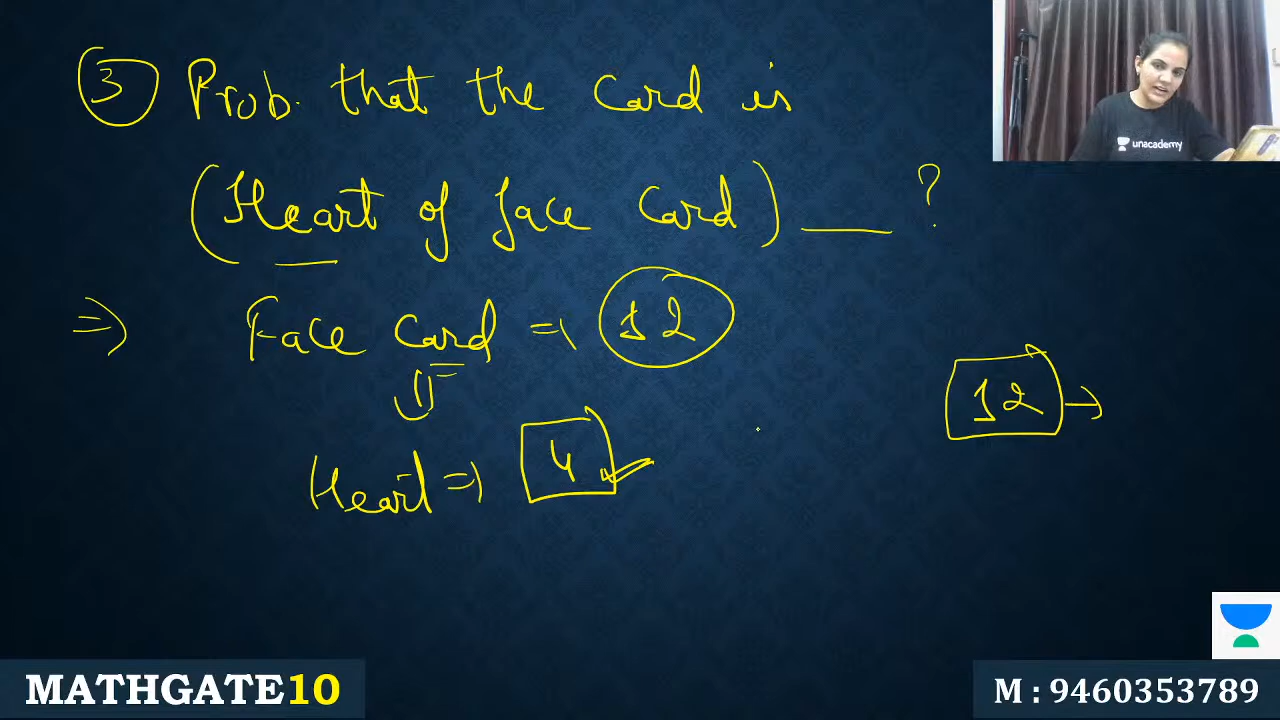 3 Prob. that the card is
(Heart of face card) ___ ?
⇒ Face card ⇒ 12
12 →
Heart ⇒ 4
unacademy
MATHGATE10
M : 9460353789